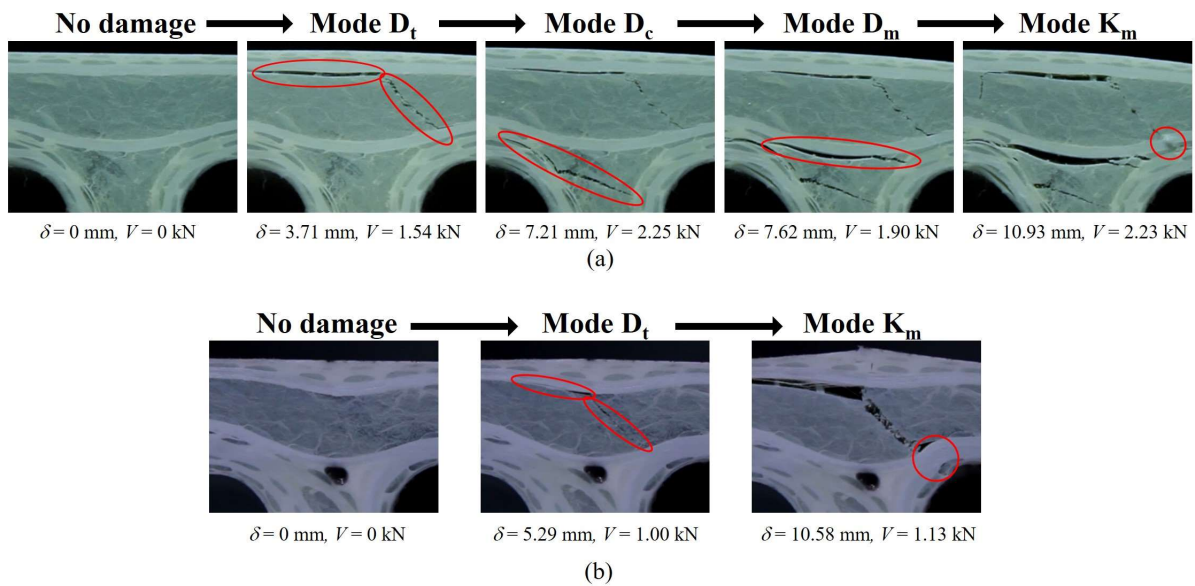 No damage → Mode Dₜ → Mode D꜀ → Mode Dₘ → Mode Kₘ
δ = 0 mm, V = 0 kN δ = 3.71 mm, V = 1.54 kN δ = 7.21 mm, V = 2.25 kN δ = 7.62 mm, V = 1.90 kN δ = 10.93 mm, V = 2.23 kN
(a)
No damage → Mode Dₜ → Mode Kₘ
δ = 0 mm, V = 0 kN δ = 5.29 mm, V = 1.00 kN δ = 10.58 mm, V = 1.13 kN
(b)